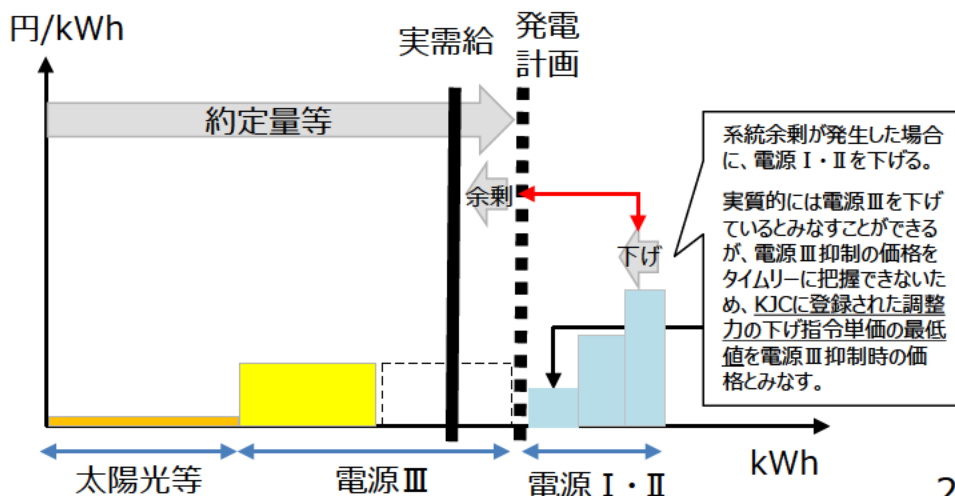 円/kWh
実需給
発電
計画
約定量等
余剰
下げ
系統余剰が発生した場合
に、電源Ⅰ・Ⅱを下げる。
実質的には電源Ⅲを下げ
ているとみなすことができる
が、電源Ⅲ抑制の価格を
タイムリーに把握できないた
め、KJCに登録された調整
力の下げ指令単価の最低
値を電源Ⅲ抑制時の価
格とみなす。
太陽光等
電源Ⅲ
電源Ⅰ・Ⅱ
kWh
2